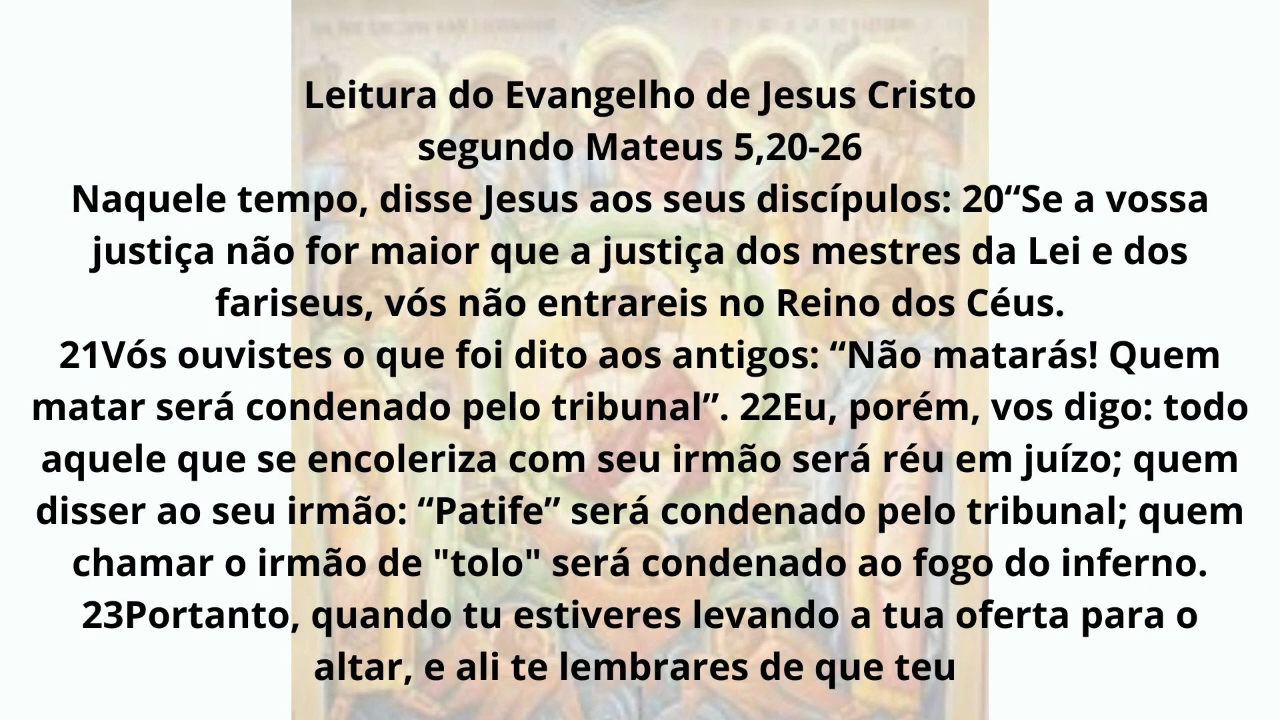 Leitura do Evangelho de Jesus Cristo
segundo Mateus 5,20-26
Naquele tempo, disse Jesus aos seus discípulos: 20“Se a vossa
justiça não for maior que a justiça dos mestres da Lei e dos
fariseus, vós não entrareis no Reino dos Céus.
21Vós ouvistes o que foi dito aos antigos: “Não matarás! Quem
matar será condenado pelo tribunal”. 22Eu, porém, vos digo: todo
aquele que se encoleriza com seu irmão será réu em juízo; quem
disser ao seu irmão: “Patife” será condenado pelo tribunal; quem
chamar o irmão de "tolo" será condenado ao fogo do inferno.
23Portanto, quando tu estiveres levando a tua oferta para o
altar, e ali te lembrares de que teu